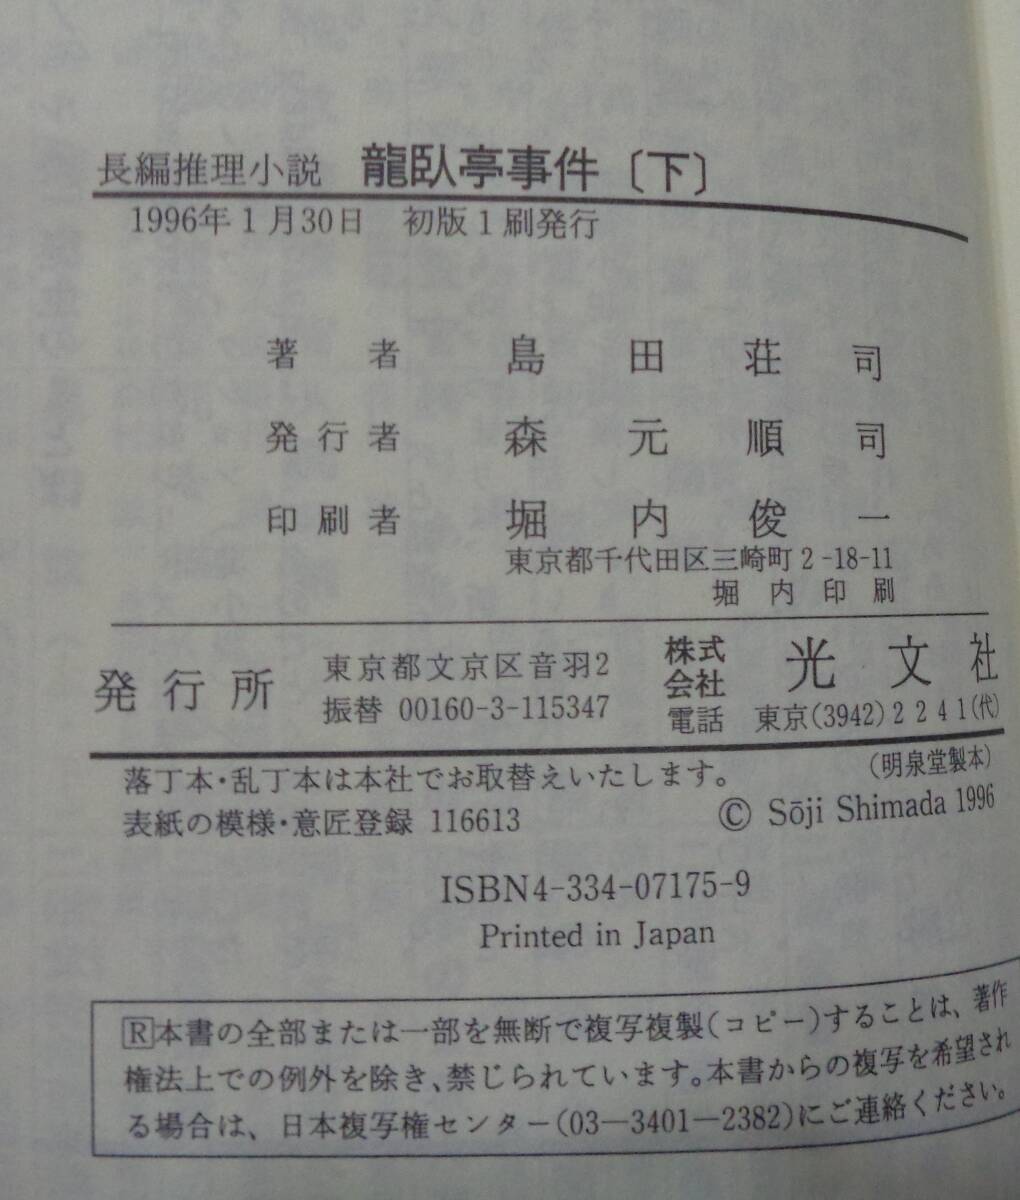 長編推理小説 龍臥亭事件〔下〕
1996年1月30日 初版1刷発行
著者 島田荘司
発行者 森元順司
印刷者 堀内俊一
東京都千代田区三崎町2-18-11
堀内印刷
発行所 東京都文京区音羽2 株式会社 光文社
振替 00160-3-115347 電話 東京(3942)2241(代)
落丁本・乱丁本は本社でお取替えいたします。 (明泉堂製本)
表紙の模様・意匠登録 116613 © Sōji Shimada 1996
ISBN4-334-07175-9
Printed in Japan
R本書の全部または一部を無断で複写複製(コピー)することは、著作
権法上での例外を除き、禁じられています。本書からの複写を希望され
る場合は、日本複写権センター(03—3401—2382)にご連絡ください。